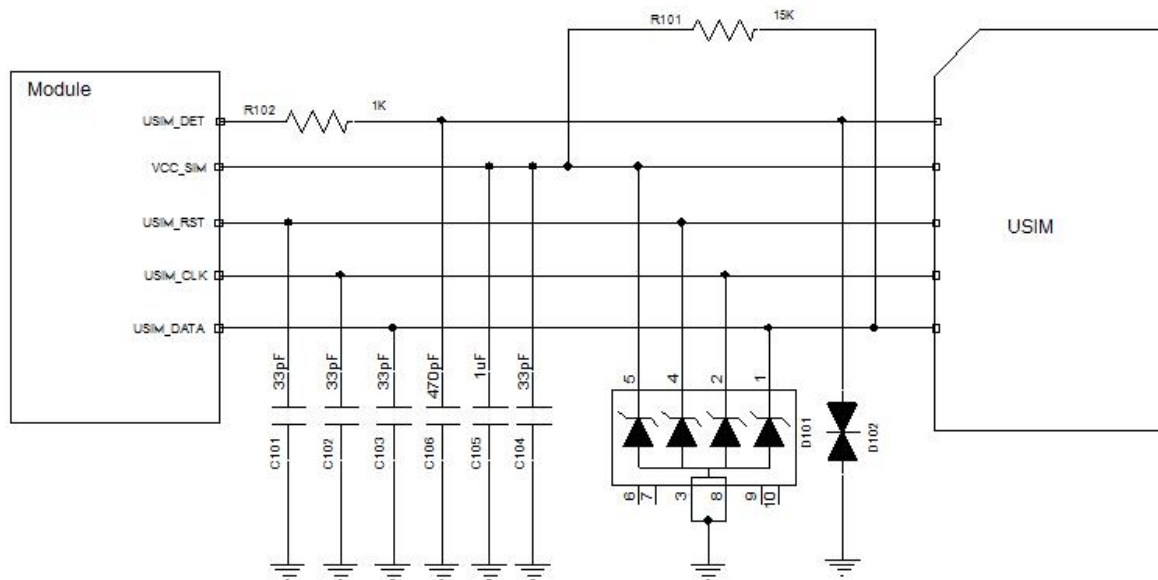 R101 15K
Module
R102 1K
USIM_DET
VCC_SIM
USIM_RST
USIM
USIM_CLK
USIM_DATA
33pF 33pF 33pF 470pF 1uF 33pF
5 4 2 1
C101 C102 C103 C106 C105 C104
D101 D102
6 7 3 8 9 10